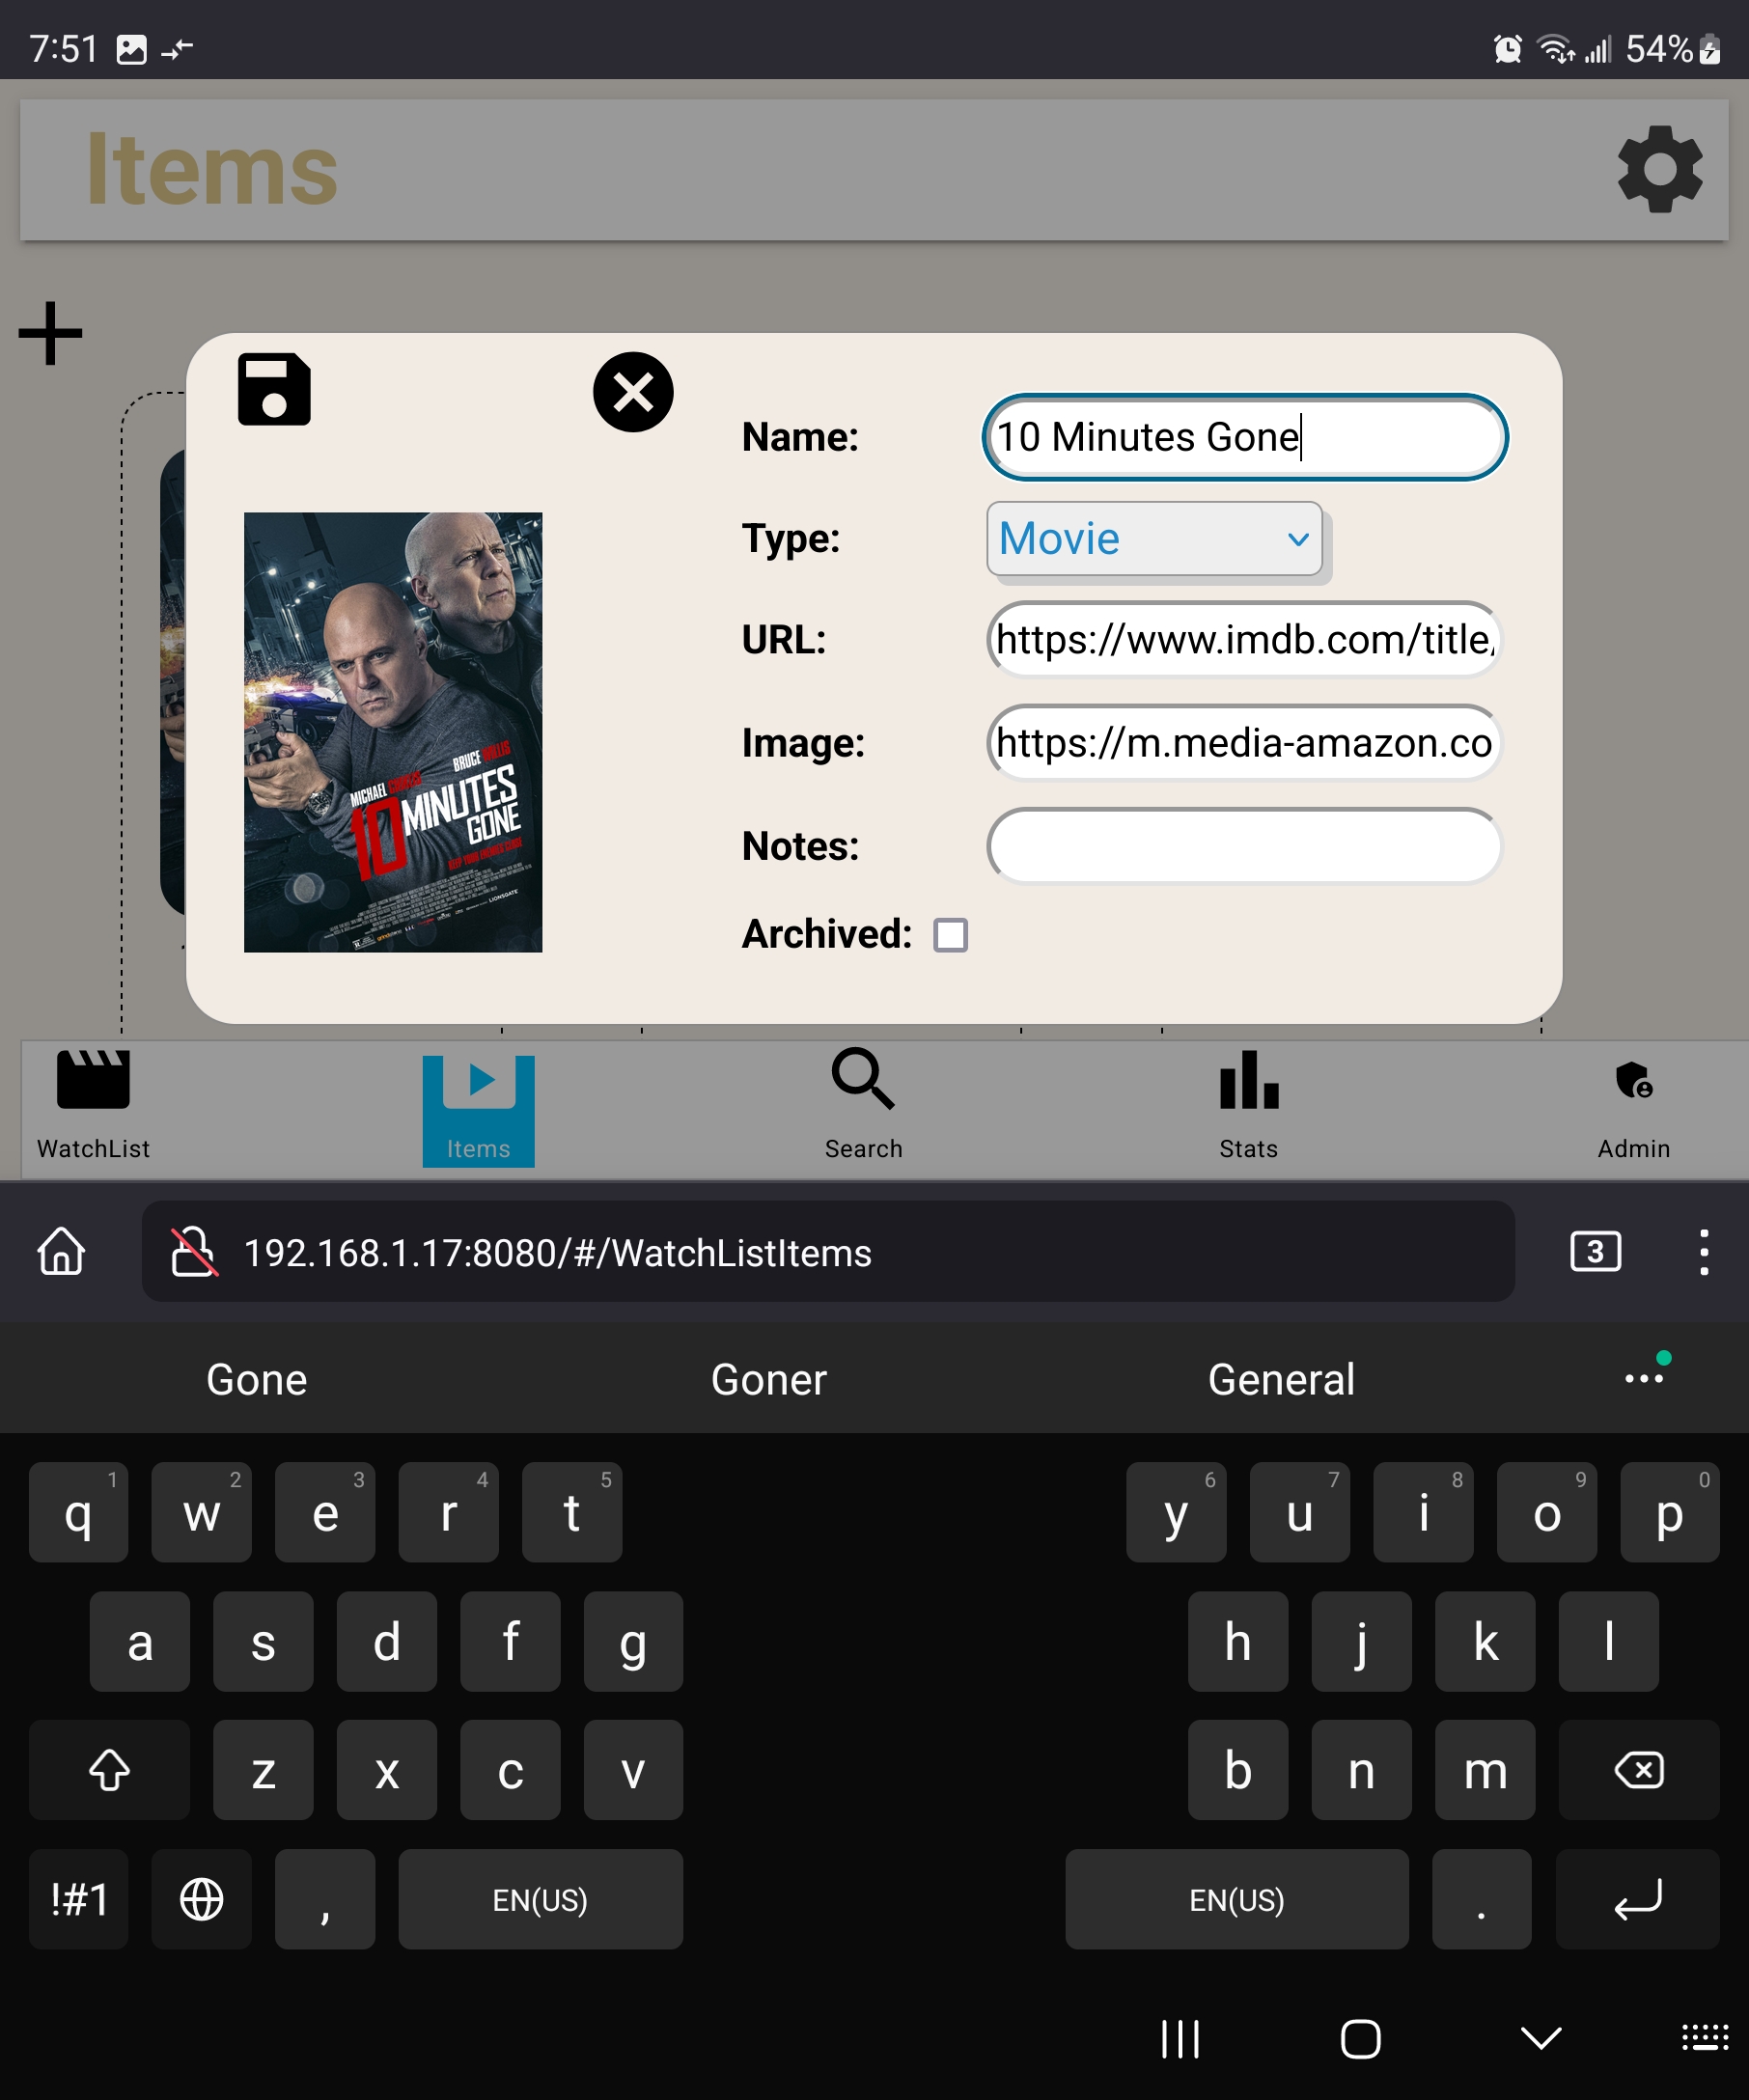 7:51 54%
Items
Name: 10 Minutes Gone
Type: Movie
URL: https://www.imdb.com/title/
Image: https://m.media-amazon.co
Notes:
Archived:
BRUCE WILLIS
MICHAEL CHIKLIS
10 MINUTES
GONE
LIONSGATE
WatchList Items Search Stats Admin
192.168.1.17:8080/#/WatchListItems 3
Gone Goner General
1 2 3 4 5 6 7 8 9 0
q w e r t y u i o p
a s d f g h j k l
z x c v b n m
!#1 , EN(US) EN(US) .